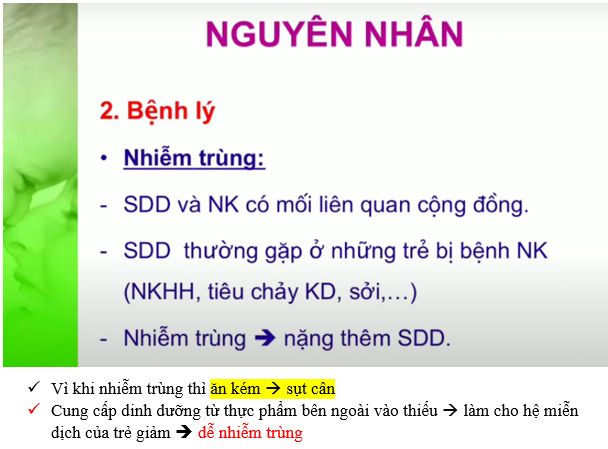 NGUYÊN NHÂN
2. Bệnh lý
• Nhiễm trùng:
- SDD và NK có mối liên quan cộng đồng.
- SDD thường gặp ở những trẻ bị bệnh NK
(NKHH, tiêu chảy KD, sởi,...)
- Nhiễm trùng ➔ nặng thêm SDD.
✓ Vì khi nhiễm trùng thì ăn kém → sụt cân
✓ Cung cấp dinh dưỡng từ thực phẩm bên ngoài vào thiếu → làm cho hệ miễn
dịch của trẻ giảm ➔ dễ nhiễm trùng